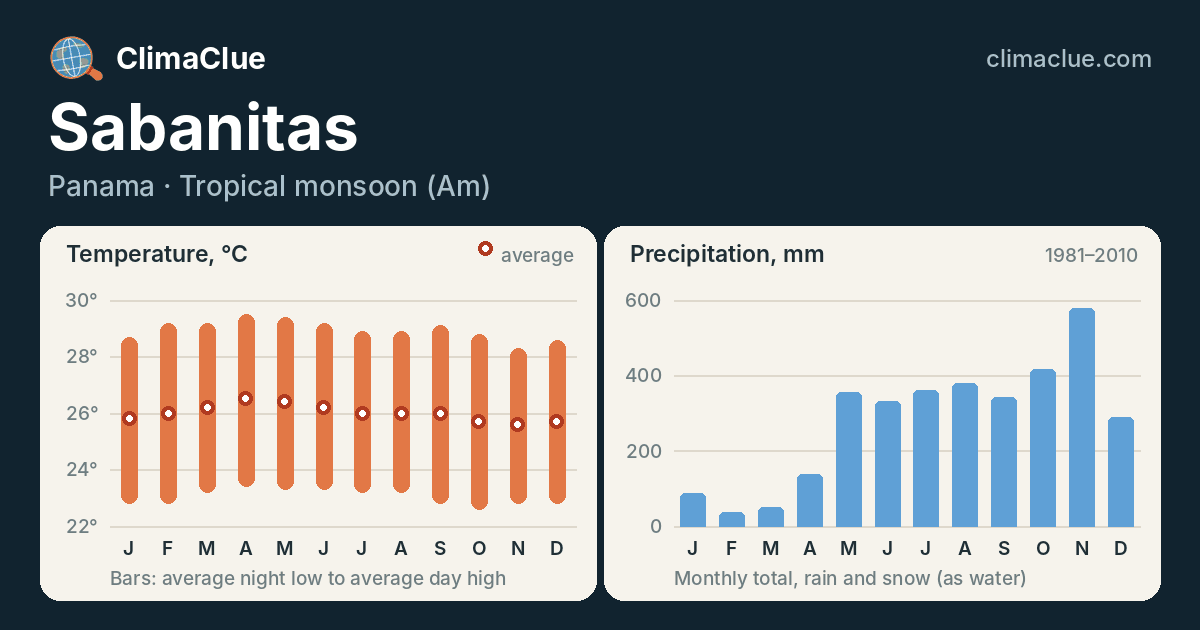 ClimaClue
climaclue.com
Sabanitas
Panama · Tropical monsoon (Am)
Temperature, °C
average
30°
28°
26°
24°
22°
J F M A M J J A S O N D
Bars: average night low to average day high
Precipitation, mm
1981–2010
600
400
200
0
J F M A M J J A S O N D
Monthly total, rain and snow (as water)